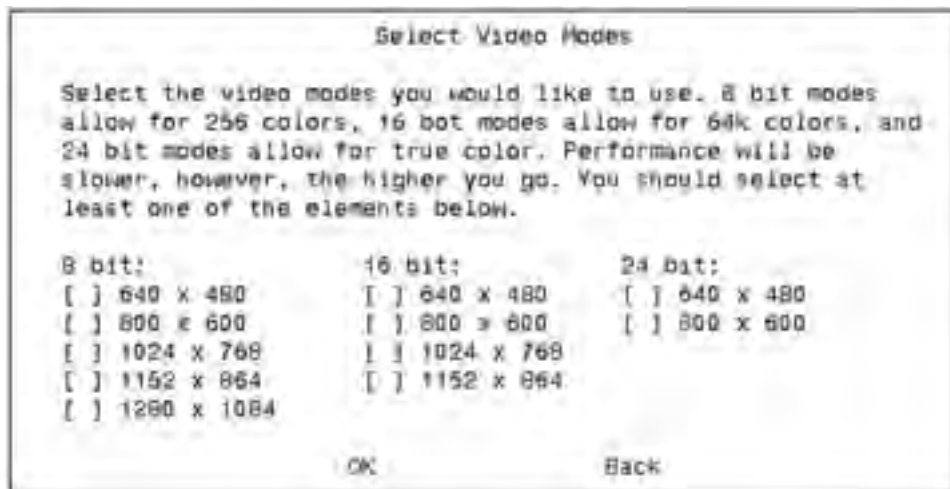 Select Video Modes
Select the video modes you would like to use. 8 bit modes
allow for 256 colors, 16 bot modes allow for 64k colors, and
24 bit modes allow for true color. Performance will be
slower, however, the higher you go. You should select at
least one of the elements below.
8 bit: 16 bit: 24 bit:
[ ] 640 x 480 [ ] 640 x 480 [ ] 640 x 480
[ ] 800 x 600 [ ] 800 x 600 [ ] 800 x 600
[ ] 1024 x 768 [ ] 1024 x 768
[ ] 1152 x 864 [ ] 1152 x 864
[ ] 1280 x 1084
OK Back